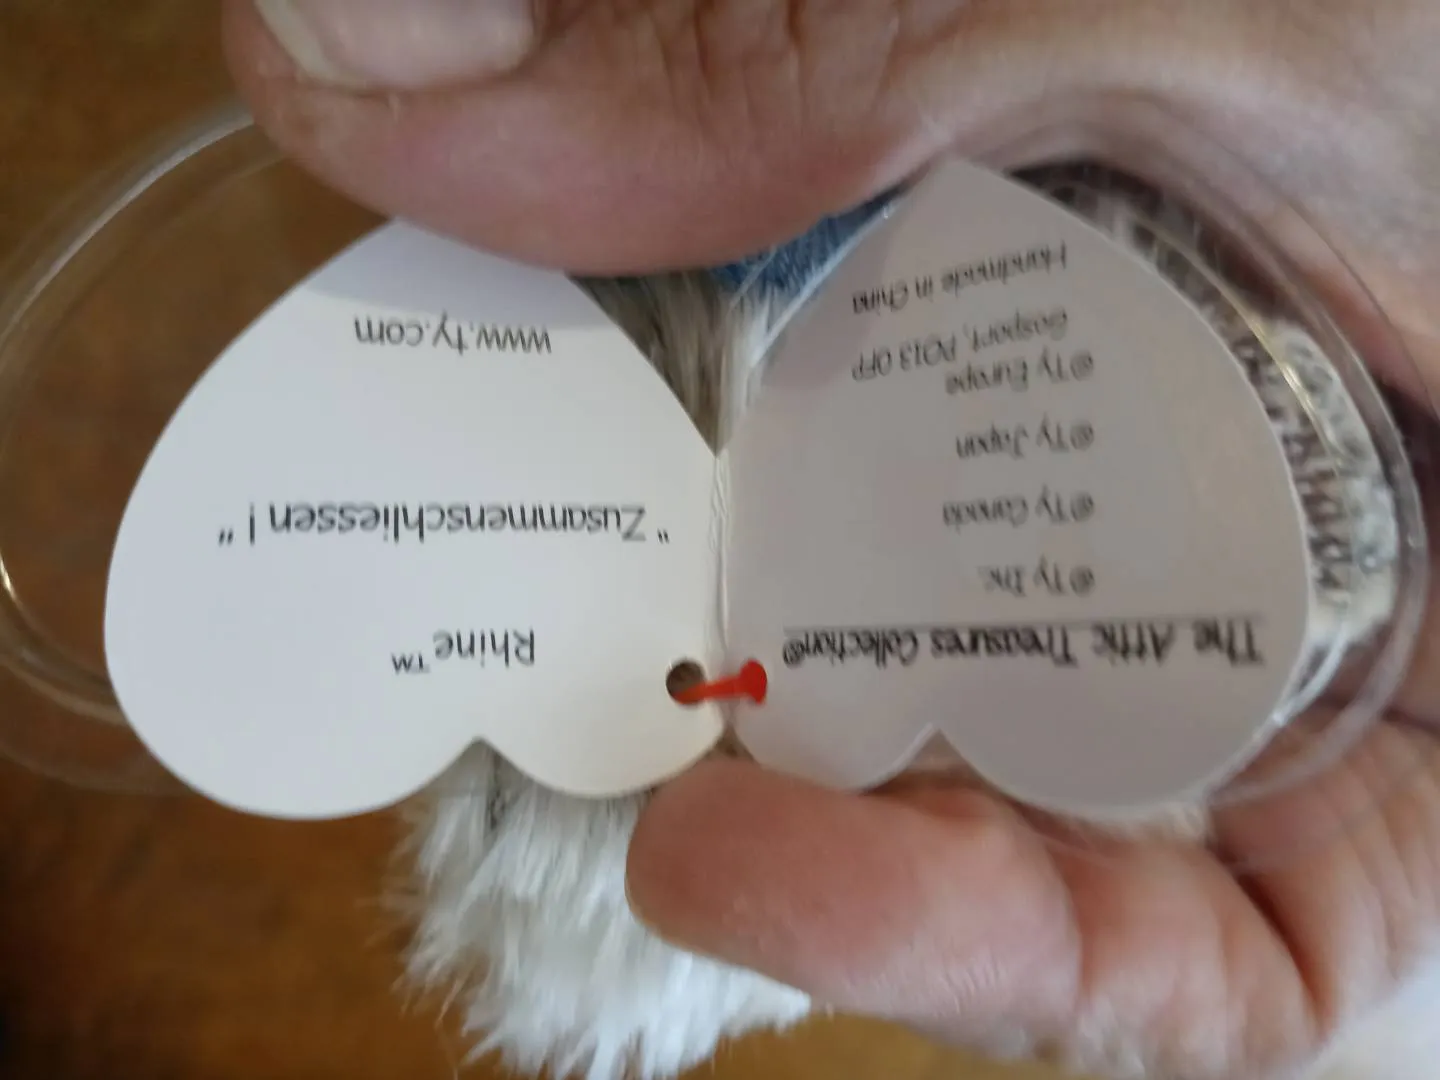 The Attic Treasures Collection®
©Ty Inc.
©Ty Canada
©Ty Japan
©Ty Europe
Gosport, PO13 0FP
Handmade in China
Rhine™
“Zusammenschliessen !”
www.ty.com